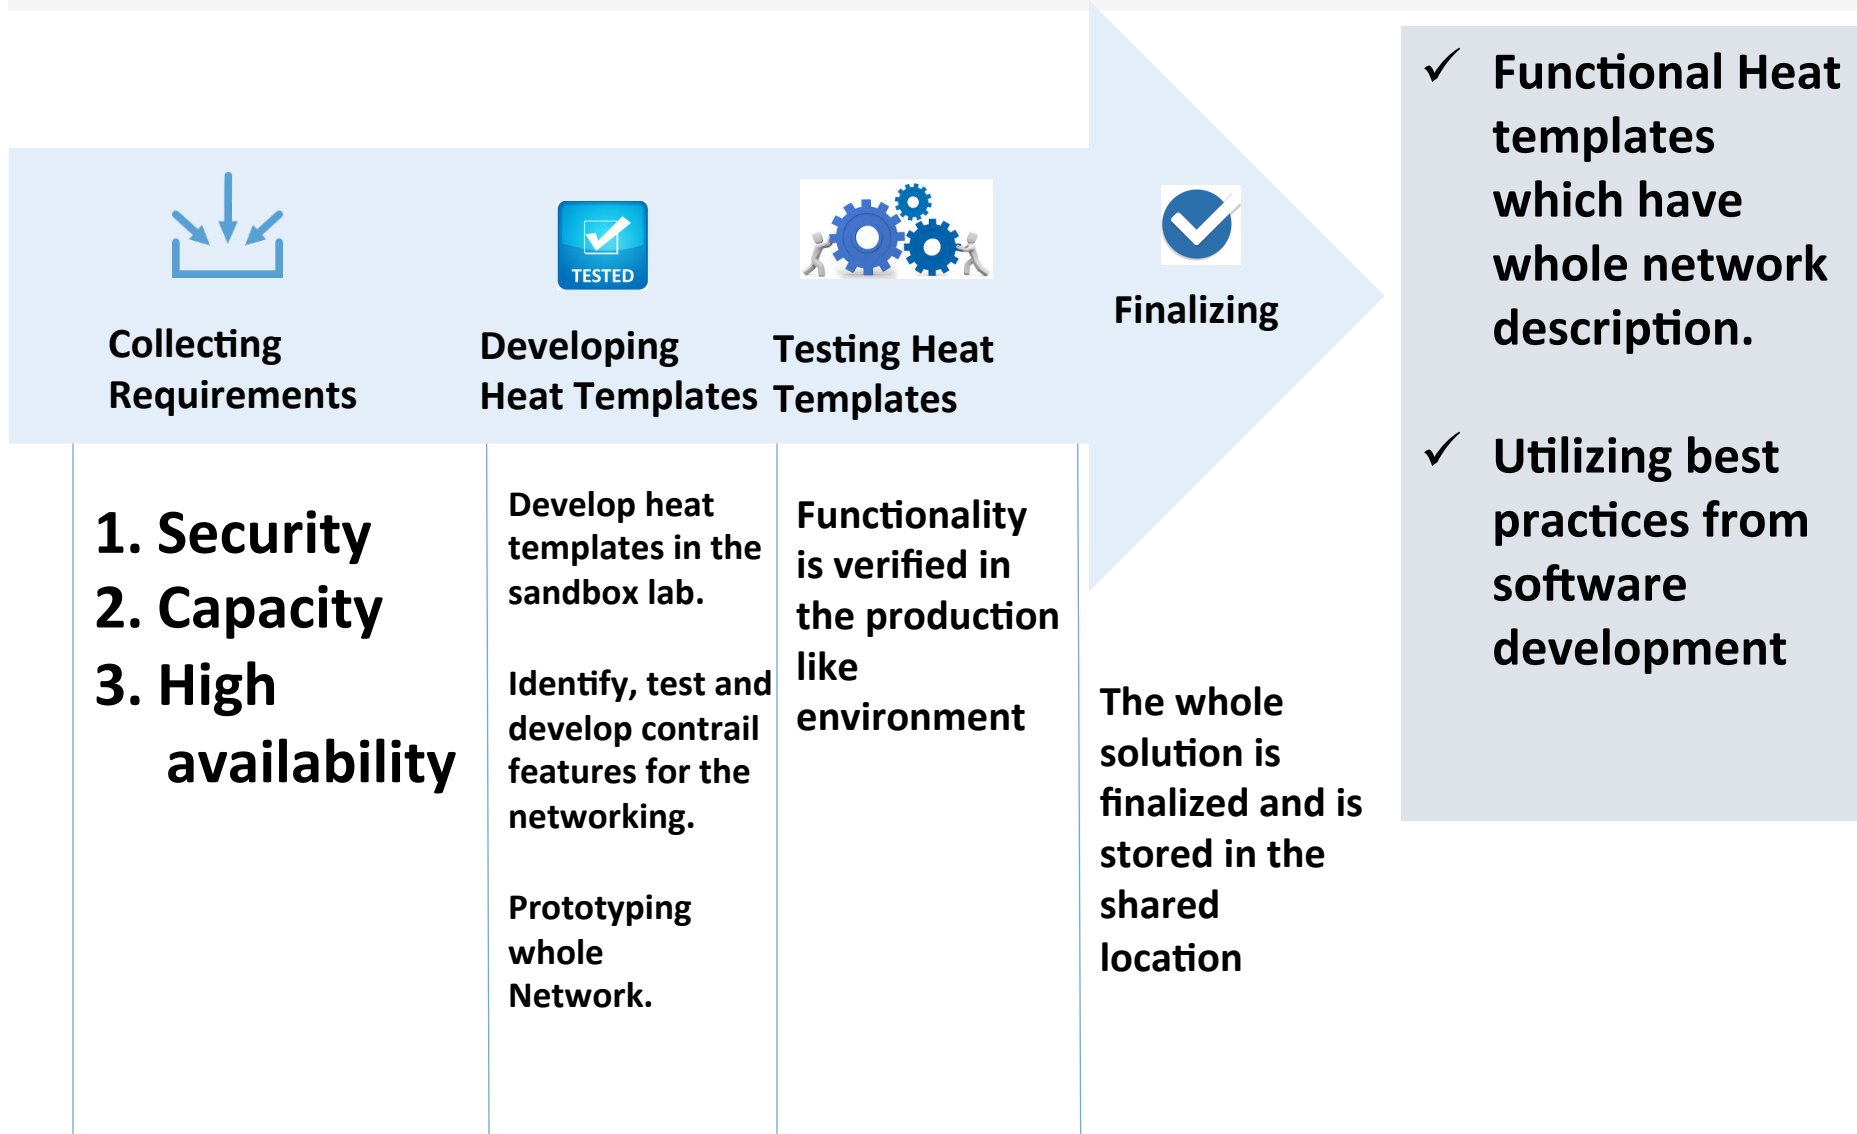 TESTED
Collecting
Requirements
Developing
Heat Templates
Testing Heat
Templates
Finalizing
1. Security
2. Capacity
3. High
availability
Develop heat
templates in the
sandbox lab.
Identify, test and
develop contrail
features for the
networking.
Prototyping
whole
Network.
Functionality
is verified in
the production
like
environment
The whole
solution is
finalized and is
stored in the
shared
location
✓ Functional Heat
templates
which have
whole network
description.
✓ Utilizing best
practices from
software
development